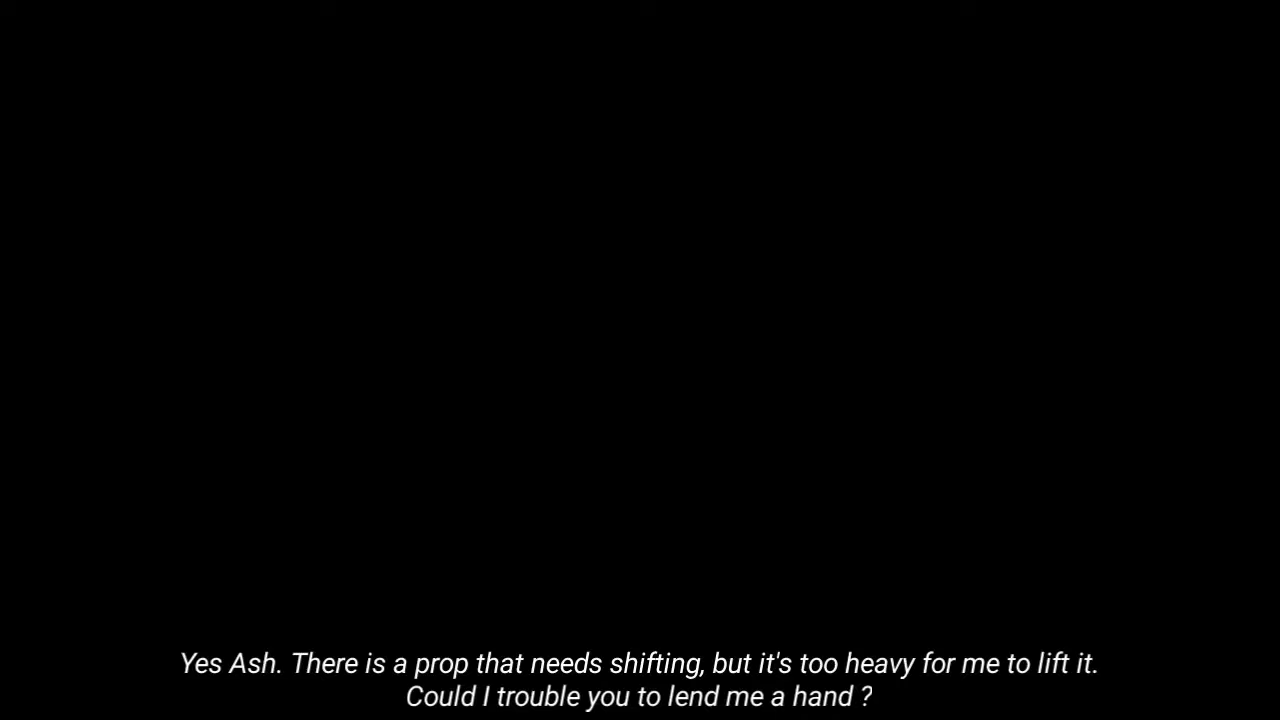 Yes Ash. There is a prop that needs shifting, but it's too heavy for me to lift it.
Could I trouble you to lend me a hand ?